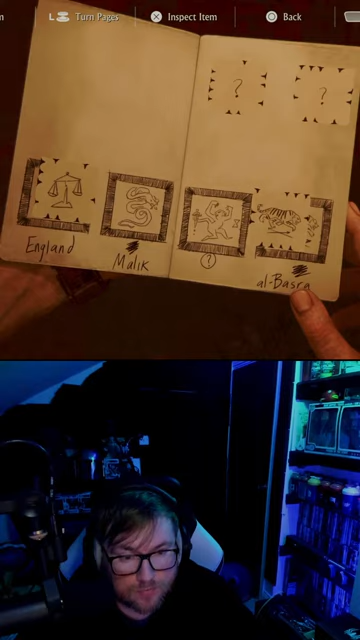 L Turn Pages Inspect Item Back
? ?
England
Malik
?
al-Basra